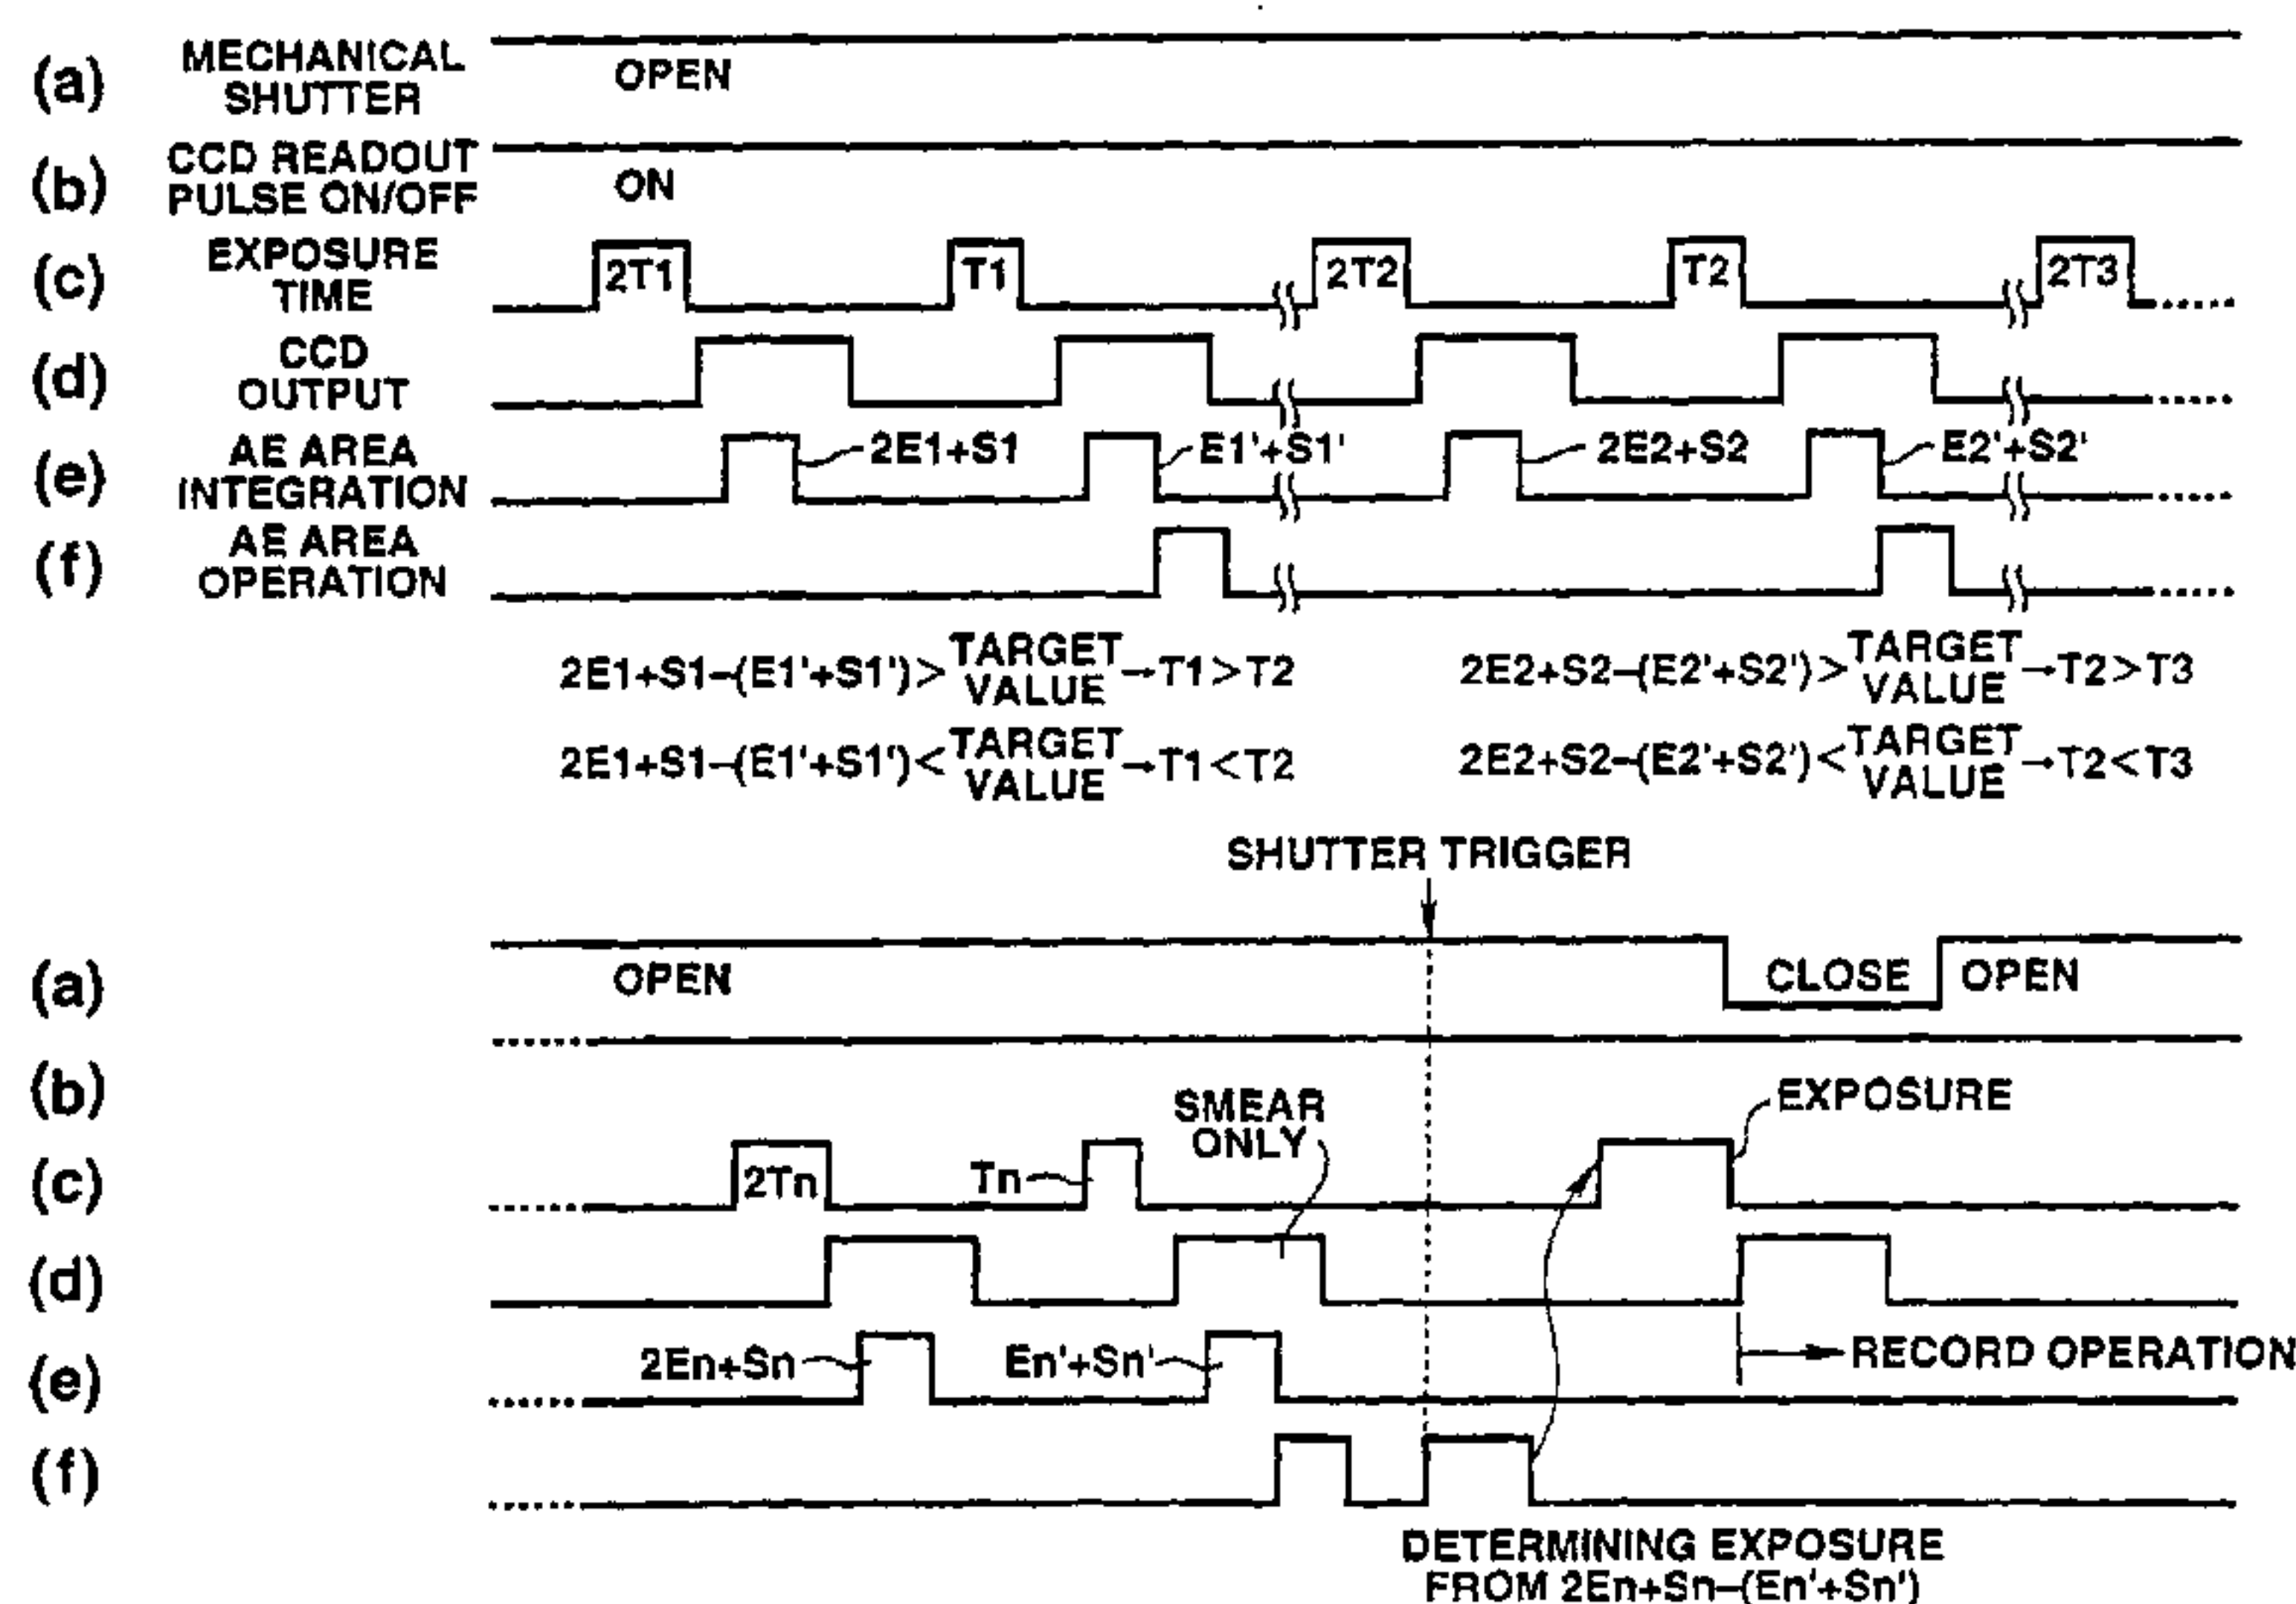 (a) MECHANICAL SHUTTER
OPEN
(b) CCD READOUT PULSE ON/OFF
ON
(c) EXPOSURE TIME
2T1 T1 2T2 T2 2T3
(d) CCD OUTPUT
(e) AE AREA INTEGRATION
2E1+S1 E1'+S1' 2E2+S2 E2'+S2'
(f) AE AREA OPERATION
2E1+S1-(E1'+S1')>TARGET VALUE→T1>T2
2E2+S2-(E2'+S2')>TARGET VALUE→T2>T3
2E1+S1-(E1'+S1')<TARGET VALUE→T1<T2
2E2+S2-(E2'+S2')<TARGET VALUE→T2<T3
SHUTTER TRIGGER
(a)
OPEN CLOSE OPEN
(b)
SMEAR ONLY
EXPOSURE
(c)
2Tn Tn
(d)
(e)
2En+Sn En'+Sn'
RECORD OPERATION
(f)
DETERMINING EXPOSURE
FROM 2En+Sn-(En'+Sn')